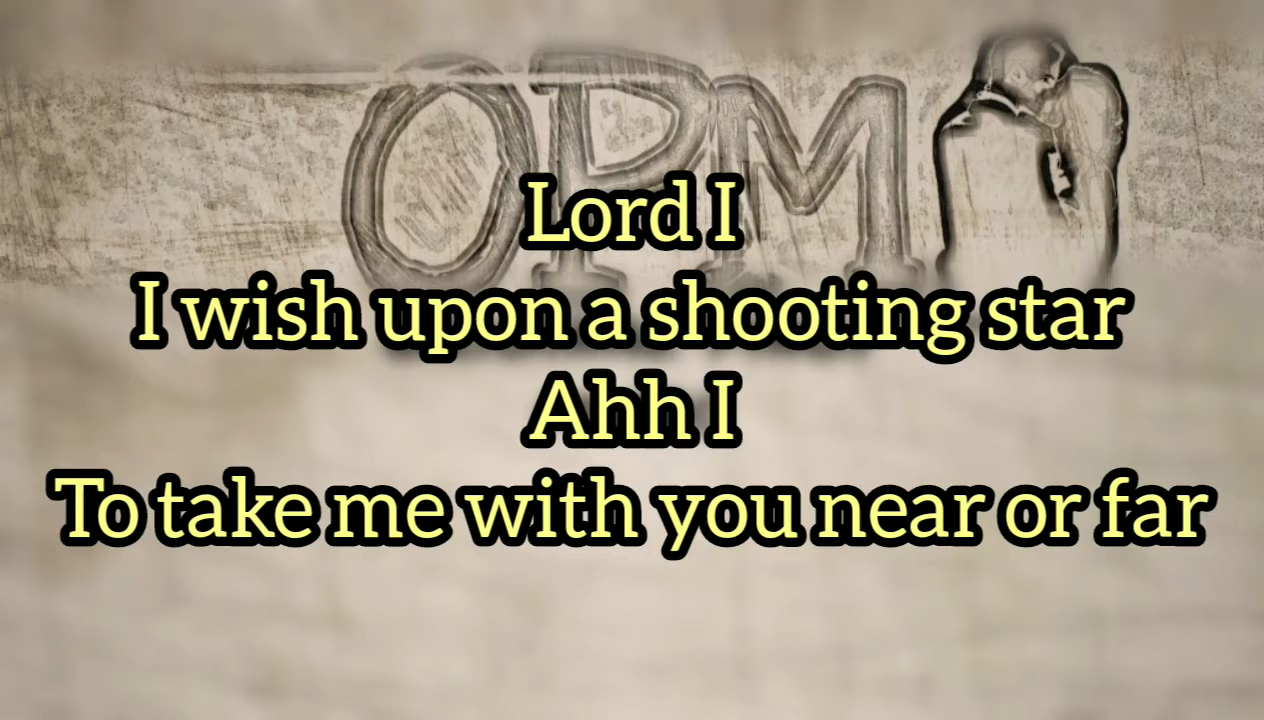 OPM
Lord I
I wish upon a shooting star
Ahh I
To take me with you near or far